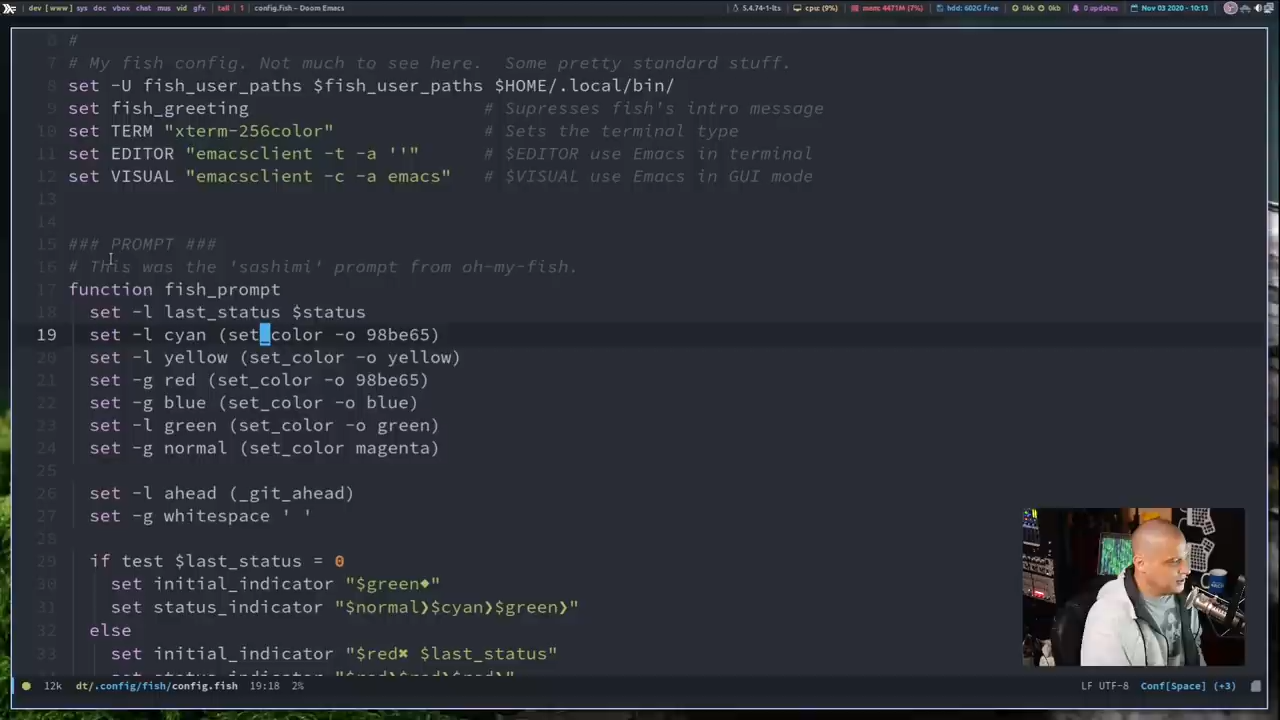 dev [ www ] sys doc vbox chat mus vid gfx | tall | 1 | config.fish – Doom Emacs
5.4.74-1-lts cpu: (9%) mem: 4471M (7%) hdd: 602G free 0kb 0kb 0 updates Nov 03 2020 - 10:13
6 #
7 # My fish config. Not much to see here. Some pretty standard stuff.
8 set -U fish_user_paths $fish_user_paths $HOME/.local/bin/
9 set fish_greeting # Supresses fish's intro message
10 set TERM "xterm-256color" # Sets the terminal type
11 set EDITOR "emacsclient -t -a ''" # $EDITOR use Emacs in terminal
12 set VISUAL "emacsclient -c -a emacs" # $VISUAL use Emacs in GUI mode
13
14
15 ### PROMPT ###
16 # This was the 'sashimi' prompt from oh-my-fish.
17 function fish_prompt
18 set -l last_status $status
19 set -l cyan (set_color -o 98be65)
20 set -l yellow (set_color -o yellow)
21 set -g red (set_color -o 98be65)
22 set -g blue (set_color -o blue)
23 set -l green (set_color -o green)
24 set -g normal (set_color magenta)
25
26 set -l ahead (_git_ahead)
27 set -g whitespace ' '
28
29 if test $last_status = 0
30 set initial_indicator "$green◆"
31 set status_indicator "$normal❯$cyan❯$green❯"
32 else
33 set initial_indicator "$red✖ $last_status"
12k dt/.config/fish/config.fish 19:18 2% LF UTF-8 Conf[Space] (+3)